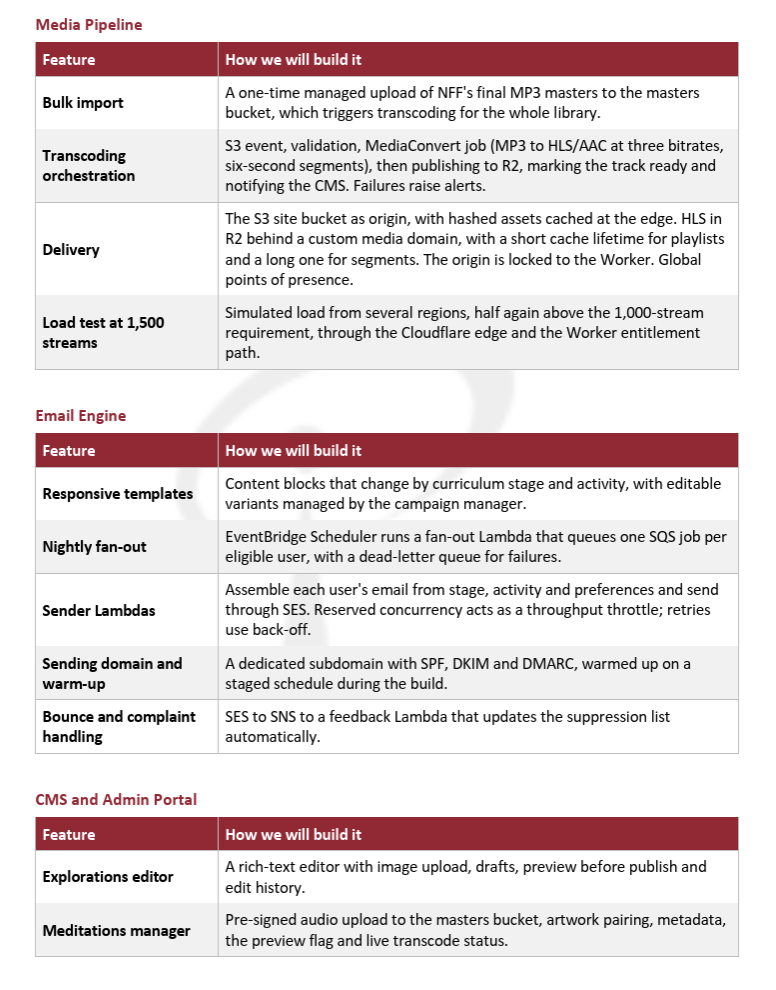 Media Pipeline
Feature
How we will build it
Bulk import
A one-time managed upload of NFF's final MP3 masters to the masters
bucket, which triggers transcoding for the whole library.
Transcoding
orchestration
S3 event, validation, MediaConvert job (MP3 to HLS/AAC at three bitrates,
six-second segments), then publishing to R2, marking the track ready and
notifying the CMS. Failures raise alerts.
Delivery
The S3 site bucket as origin, with hashed assets cached at the edge. HLS in
R2 behind a custom media domain, with a short cache lifetime for playlists
and a long one for segments. The origin is locked to the Worker. Global
points of presence.
Load test at 1,500
streams
Simulated load from several regions, half again above the 1,000-stream
requirement, through the Cloudflare edge and the Worker entitlement
path.
Email Engine
Feature
How we will build it
Responsive templates
Content blocks that change by curriculum stage and activity, with editable
variants managed by the campaign manager.
Nightly fan-out
EventBridge Scheduler runs a fan-out Lambda that queues one SQS job per
eligible user, with a dead-letter queue for failures.
Sender Lambdas
Assemble each user's email from stage, activity and preferences and send
through SES. Reserved concurrency acts as a throughput throttle; retries
use back-off.
Sending domain and
warm-up
A dedicated subdomain with SPF, DKIM and DMARC, warmed up on a
staged schedule during the build.
Bounce and complaint
handling
SES to SNS to a feedback Lambda that updates the suppression list
automatically.
CMS and Admin Portal
Feature
How we will build it
Explorations editor
A rich-text editor with image upload, drafts, preview before publish and
edit history.
Meditations manager
Pre-signed audio upload to the masters bucket, artwork pairing, metadata,
the preview flag and live transcode status.